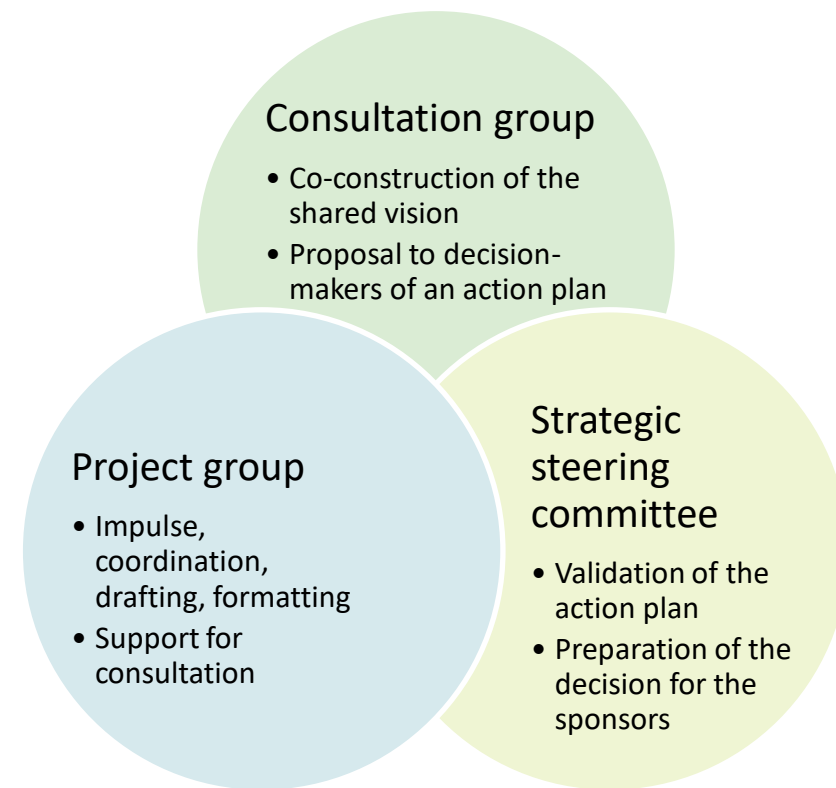 Consultation group
• Co-construction of the
shared vision
• Proposal to decision-
makers of an action plan
Project group
• Impulse,
coordination,
drafting, formatting
• Support for
consultation
Strategic
steering
committee
• Validation of the
action plan
• Preparation of the
decision for the
sponsors